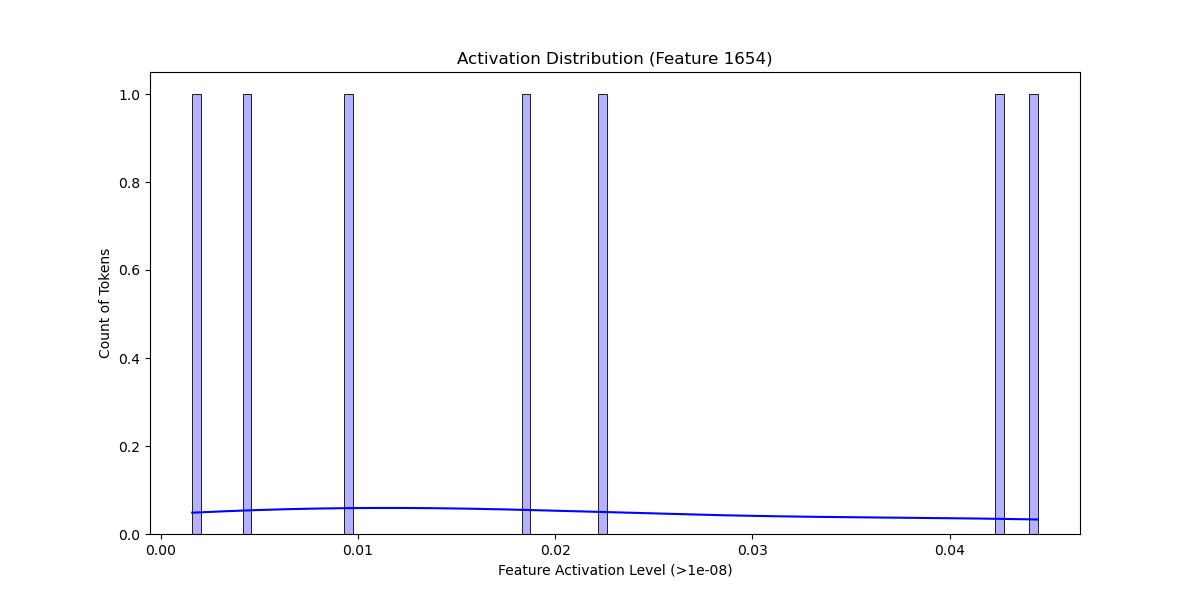 Activation Distribution (Feature 1654)
1.0
0.8
0.6
0.4
0.2
0.0
Count of Tokens
0.00 0.01 0.02 0.03 0.04
Feature Activation Level (>1e-08)